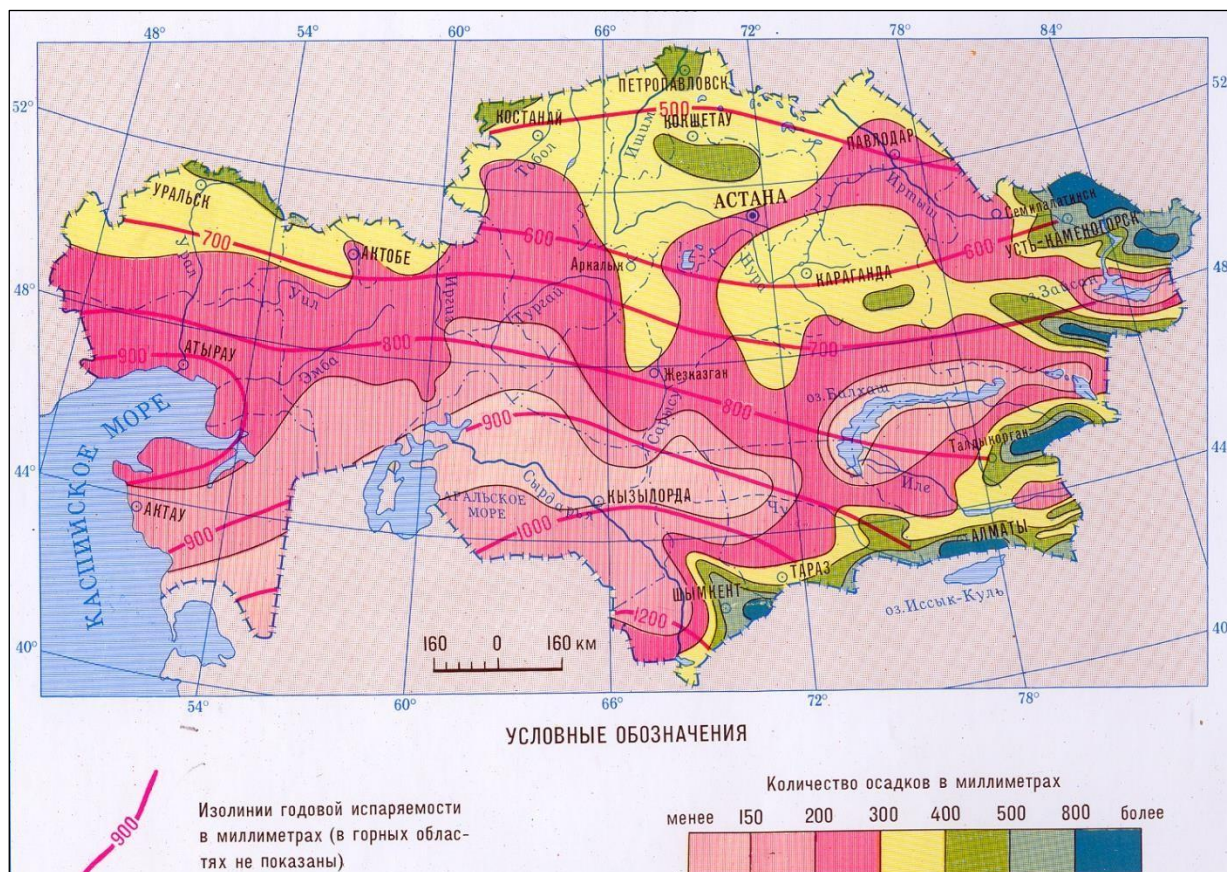 48° 54° 60° 66° 72° 78° 84°
52°
52
48°
48
44°
44
40°
40
ПЕТРОПАВЛОВСК
КОСТАНАЙ
500
КОКШЕТАУ
Ишим
Тобол
ПАВЛОДАР
Иртыш
УРАЛЬСК
АСТАНА
Семипалатинск
УСТЬ-КАМЕНОГОРСК
700
600
600
АКТОБЕ
Аркалык
Нура
КАРАГАНДА
Урал
Уил
Иргиз
Тургай
оз.Зайсан
700
900
АТЫРАУ
800
Эмба
Жезказган
оз.Балхаш
800
900
Сарысу
Талдыкорган
КАСПИЙСКОЕ МОРЕ
АКТАУ
900
АРАЛЬСКОЕ
МОРЕ
Сырдарья
КЫЗЫЛОРДА
Чу
Иле
1000
АЛМАТЫ
ТАРАЗ
ШЫМКЕНТ
оз.Иссык-Куль
1200
160 0 160 км
54° 60° 66° 72° 78°
УСЛОВНЫЕ ОБОЗНАЧЕНИЯ
900
Изолинии годовой испаряемости
в миллиметрах (в горных облас-
тях не показаны)
Количество осадков в миллиметрах
менее 150 200 300 400 500 800 более